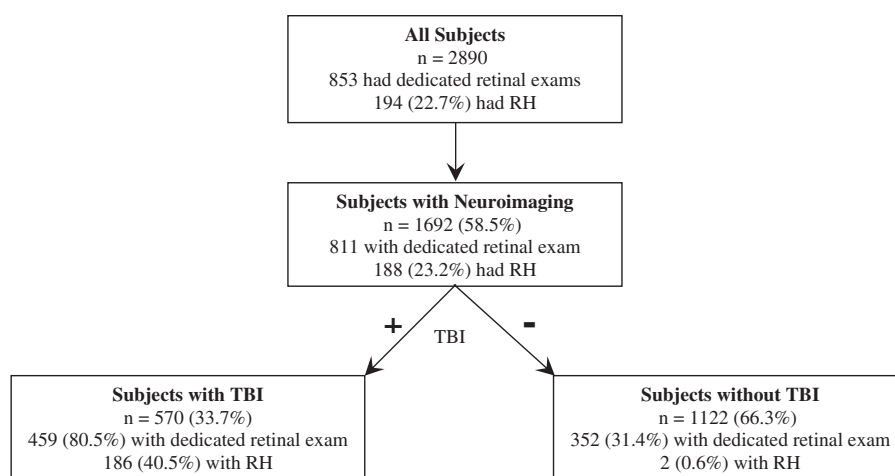 All Subjects
n = 2890
853 had dedicated retinal exams
194 (22.7%) had RH
Subjects with Neuroimaging
n = 1692 (58.5%)
811 with dedicated retinal exam
188 (23.2%) had RH
+
TBI
-
Subjects with TBI
n = 570 (33.7%)
459 (80.5%) with dedicated retinal exam
186 (40.5%) with RH
Subjects without TBI
n = 1122 (66.3%)
352 (31.4%) with dedicated retinal exam
2 (0.6%) with RH